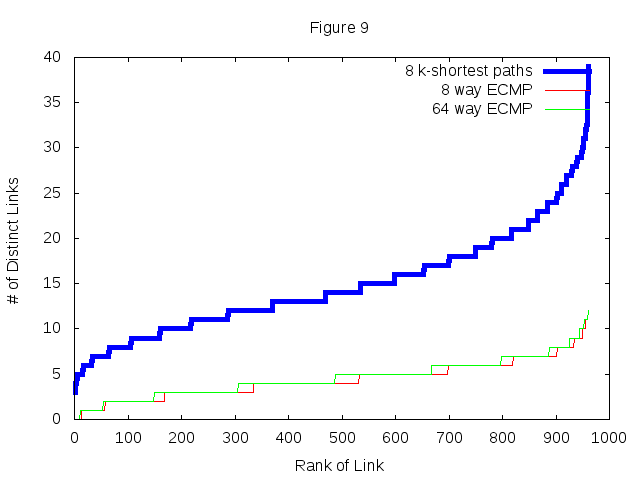 Figure 9
8 k-shortest paths
8 way ECMP
64 way ECMP
# of Distinct Links
40
35
30
25
20
15
10
5
0
0 100 200 300 400 500 600 700 800 900 1000
Rank of Link